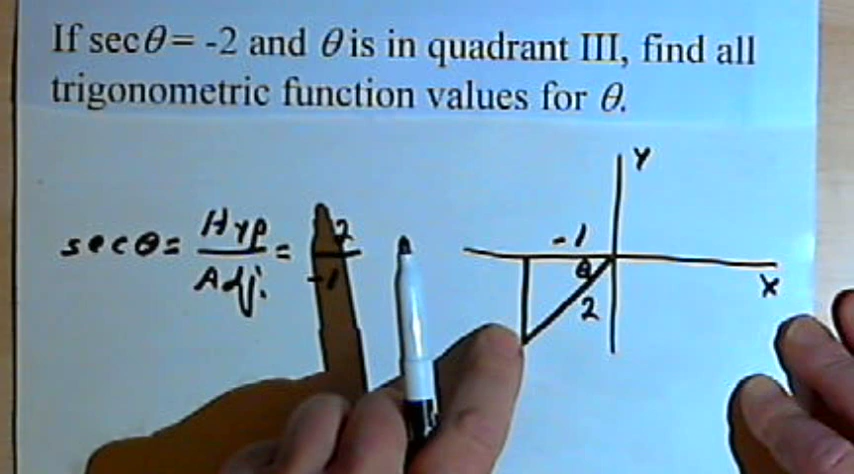 If secθ = -2 and θ is in quadrant III, find all
trigonometric function values for θ.
Y
secθ = Hyp/Adj. = 2/-1
-1
θ
2
X